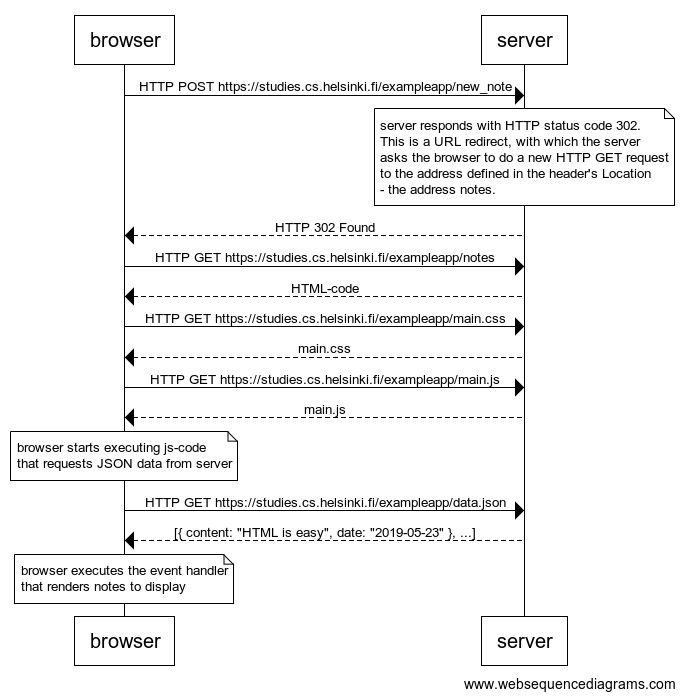 browser
server
HTTP POST https://studies.cs.helsinki.fi/exampleapp/new_note
server responds with HTTP status code 302.
This is a URL redirect, with which the server
asks the browser to do a new HTTP GET request
to the address defined in the header's Location
- the address notes.
HTTP 302 Found
HTTP GET https://studies.cs.helsinki.fi/exampleapp/notes
HTML-code
HTTP GET https://studies.cs.helsinki.fi/exampleapp/main.css
main.css
HTTP GET https://studies.cs.helsinki.fi/exampleapp/main.js
main.js
browser starts executing js-code
that requests JSON data from server
HTTP GET https://studies.cs.helsinki.fi/exampleapp/data.json
[{ content: "HTML is easy", date: "2019-05-23" }, ...]
browser executes the event handler
that renders notes to display
browser
server
www.websequencediagrams.com